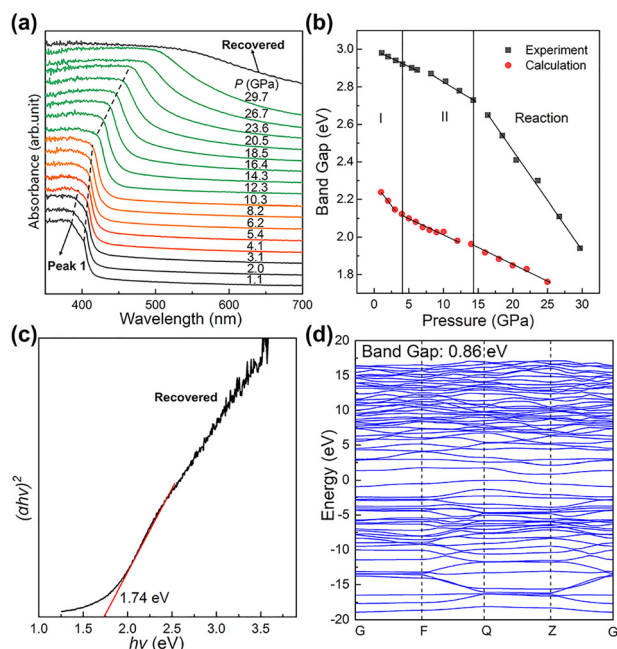 (a)
Recovered
P (GPa)
29.7
26.7
23.6
20.5
18.5
16.4
14.3
12.3
10.3
8.2
6.2
5.4
4.1
3.1
2.0
1.1
Peak 1
Absorbance (arb.unit)
400 500 600 700
Wavelength (nm)
(b)
3.0
2.8
2.6
2.4
2.2
2.0
1.8
Band Gap (eV)
Experiment
Calculation
I
II
Reaction
0 5 10 15 20 25 30
Pressure (GPa)
(c)
Recovered
(αhν)²
1.74 eV
1.0 1.5 2.0 2.5 3.0 3.5
hν (eV)
(d)
Band Gap: 0.86 eV
20
15
10
5
0
-5
-10
-15
-20
Energy (eV)
G F Q Z G